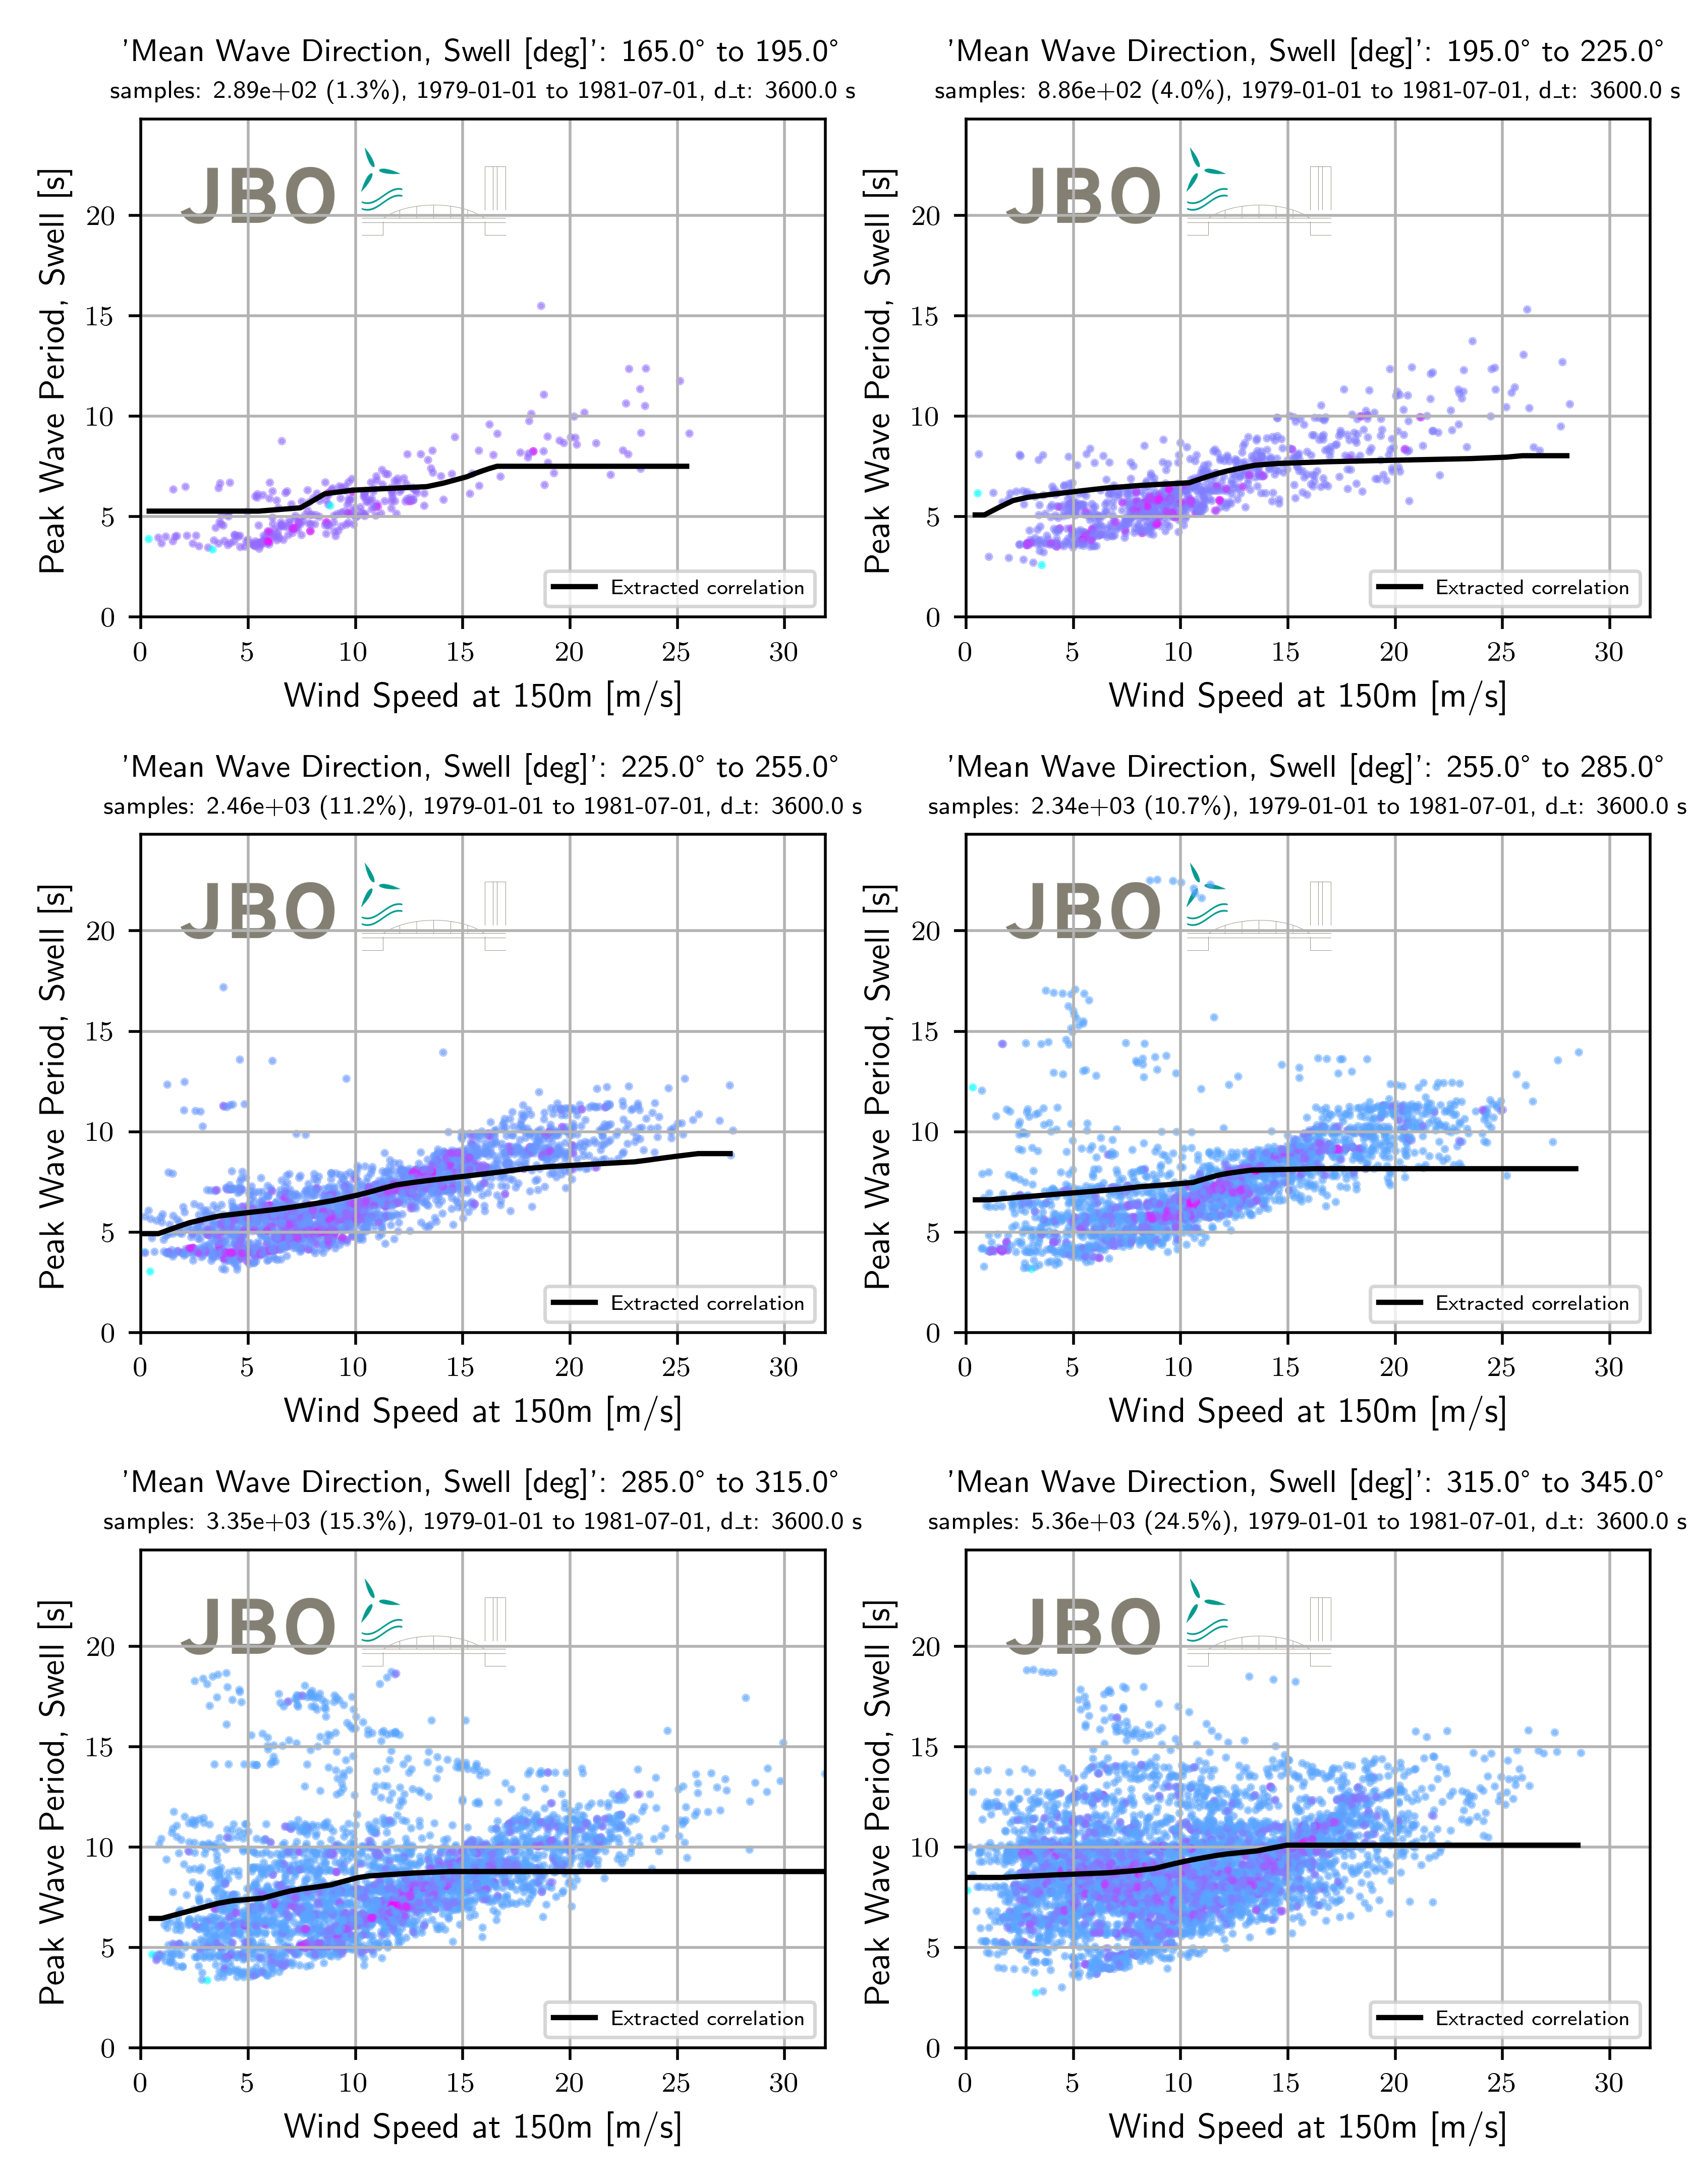 'Mean Wave Direction, Swell [deg]': 165.0° to 195.0°
samples: 2.89e+02 (1.3%), 1979-01-01 to 1981-07-01, d_t: 3600.0 s
Peak Wave Period, Swell [s]
20
15
10
5
0
JBO
Extracted correlation
0 5 10 15 20 25 30
Wind Speed at 150m [m/s]
'Mean Wave Direction, Swell [deg]': 195.0° to 225.0°
samples: 8.86e+02 (4.0%), 1979-01-01 to 1981-07-01, d_t: 3600.0 s
Peak Wave Period, Swell [s]
20
15
10
5
0
JBO
Extracted correlation
0 5 10 15 20 25 30
Wind Speed at 150m [m/s]
'Mean Wave Direction, Swell [deg]': 225.0° to 255.0°
samples: 2.46e+03 (11.2%), 1979-01-01 to 1981-07-01, d_t: 3600.0 s
Peak Wave Period, Swell [s]
20
15
10
5
0
JBO
Extracted correlation
0 5 10 15 20 25 30
Wind Speed at 150m [m/s]
'Mean Wave Direction, Swell [deg]': 255.0° to 285.0°
samples: 2.34e+03 (10.7%), 1979-01-01 to 1981-07-01, d_t: 3600.0 s
Peak Wave Period, Swell [s]
20
15
10
5
0
JBO
Extracted correlation
0 5 10 15 20 25 30
Wind Speed at 150m [m/s]
'Mean Wave Direction, Swell [deg]': 285.0° to 315.0°
samples: 3.35e+03 (15.3%), 1979-01-01 to 1981-07-01, d_t: 3600.0 s
Peak Wave Period, Swell [s]
20
15
10
5
0
JBO
Extracted correlation
0 5 10 15 20 25 30
Wind Speed at 150m [m/s]
'Mean Wave Direction, Swell [deg]': 315.0° to 345.0°
samples: 5.36e+03 (24.5%), 1979-01-01 to 1981-07-01, d_t: 3600.0 s
Peak Wave Period, Swell [s]
20
15
10
5
0
JBO
Extracted correlation
0 5 10 15 20 25 30
Wind Speed at 150m [m/s]